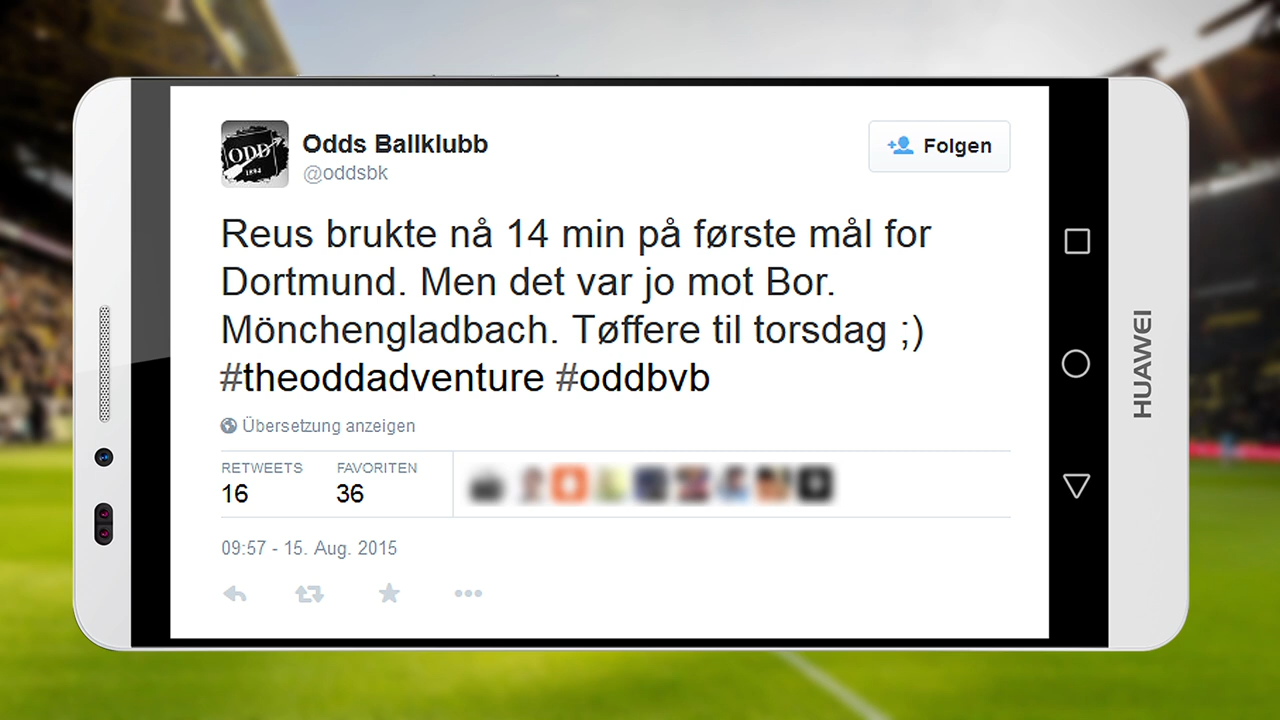 ODD
1894
Odds Ballklubb
@oddsbk
Folgen
Reus brukte nå 14 min på første mål for
Dortmund. Men det var jo mot Bor.
Mönchengladbach. Tøffere til torsdag ;)
#theoddadventure #oddbvb
Übersetzung anzeigen
RETWEETS FAVORITEN
16 36
09:57 - 15. Aug. 2015
HUAWEI